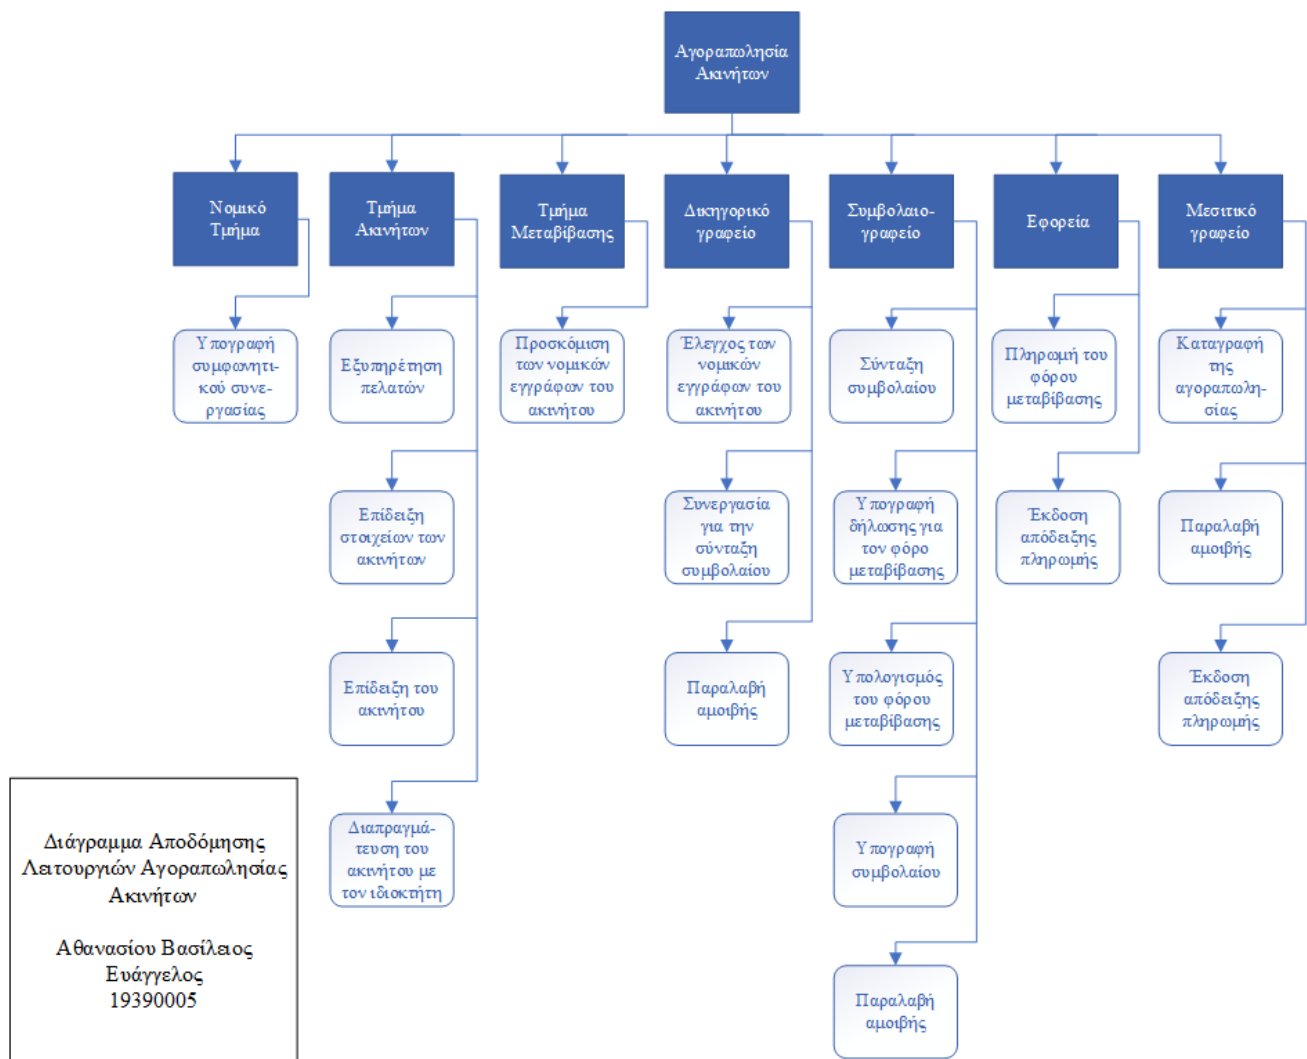 Αγοραπωλησία
Ακινήτων
Νομικό
Τμήμα
Τμήμα
Ακινήτων
Τμήμα
Μεταβίβασης
Δικηγορικό
γραφείο
Συμβολαιο-
γραφείο
Εφορεία
Μεσιτικό
γραφείο
Υπογραφή
συμφωνητι-
κού συνε-
ργασίας
Εξυπηρέτηση
πελατών
Προσκόμιση
των νομικών
εγγράφων του
ακινήτου
Έλεγχος των
νομικών
εγγράφων του
ακινήτου
Σύνταξη
συμβολαίου
Πληρωμή του
φόρου
μεταβίβασης
Καταγραφή
της
αγοραπωλη-
σίας
Επίδειξη
στοιχείων των
ακινήτων
Συνεργασία
για την
σύνταξη
συμβολαίου
Υπογραφή
δήλωσης για
τον φόρο
μεταβίβασης
Έκδοση
απόδειξης
πληρωμής
Παραλαβή
αμοιβής
Επίδειξη του
ακινήτου
Παραλαβή
αμοιβής
Υπολογισμός
του φόρου
μεταβίβασης
Έκδοση
απόδειξης
πληρωμής
Διαπραγμά-
τευση του
ακινήτου με
τον ιδιοκτήτη
Υπογραφή
συμβολαίου
Παραλαβή
αμοιβής
Διάγραμμα Αποδόμησης
Λειτουργιών Αγοραπωλησίας
Ακινήτων
Αθανασίου Βασίλειος
Ευάγγελος
19390005